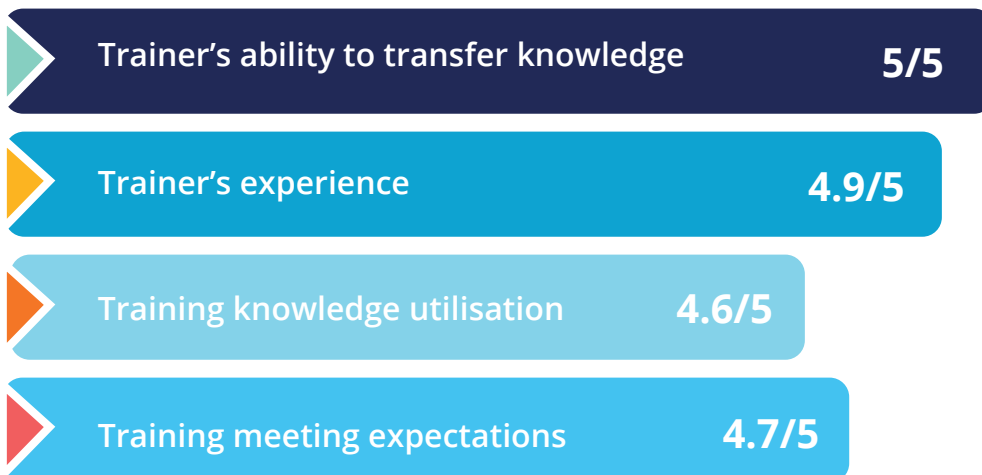 Trainer’s ability to transfer knowledge 5/5
Trainer’s experience 4.9/5
Training knowledge utilisation 4.6/5
Training meeting expectations 4.7/5